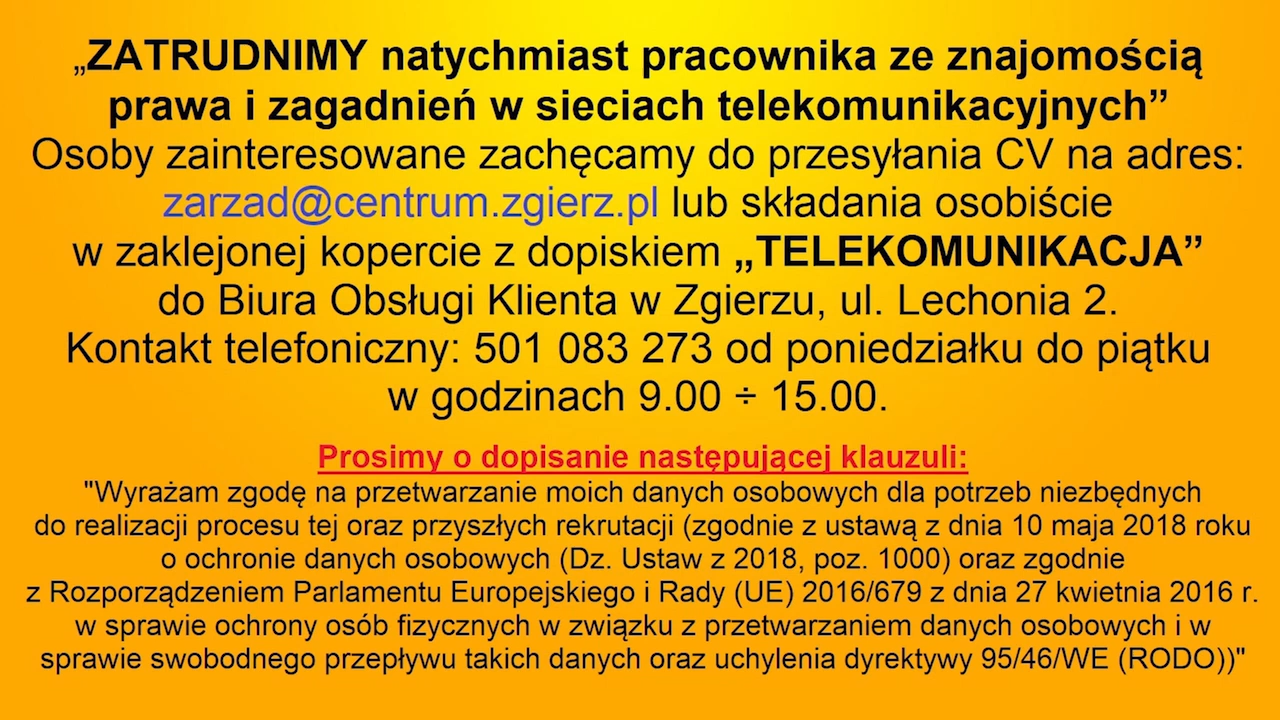 „ZATRUDNIMY natychmiast pracownika ze znajomością
prawa i zagadnień w sieciach telekomunikacyjnych”
Osoby zainteresowane zachęcamy do przesyłania CV na adres:
zarzad@centrum.zgierz.pl lub składania osobiście
w zaklejonej kopercie z dopiskiem „TELEKOMUNIKACJA”
do Biura Obsługi Klienta w Zgierzu, ul. Lechonia 2.
Kontakt telefoniczny: 501 083 273 od poniedziałku do piątku
w godzinach 9.00 ÷ 15.00.
Prosimy o dopisanie następującej klauzuli:
"Wyrażam zgodę na przetwarzanie moich danych osobowych dla potrzeb niezbędnych
do realizacji procesu tej oraz przyszłych rekrutacji (zgodnie z ustawą z dnia 10 maja 2018 roku
o ochronie danych osobowych (Dz. Ustaw z 2018, poz. 1000) oraz zgodnie
z Rozporządzeniem Parlamentu Europejskiego i Rady (UE) 2016/679 z dnia 27 kwietnia 2016 r.
w sprawie ochrony osób fizycznych w związku z przetwarzaniem danych osobowych i w
sprawie swobodnego przepływu takich danych oraz uchylenia dyrektywy 95/46/WE (RODO))"